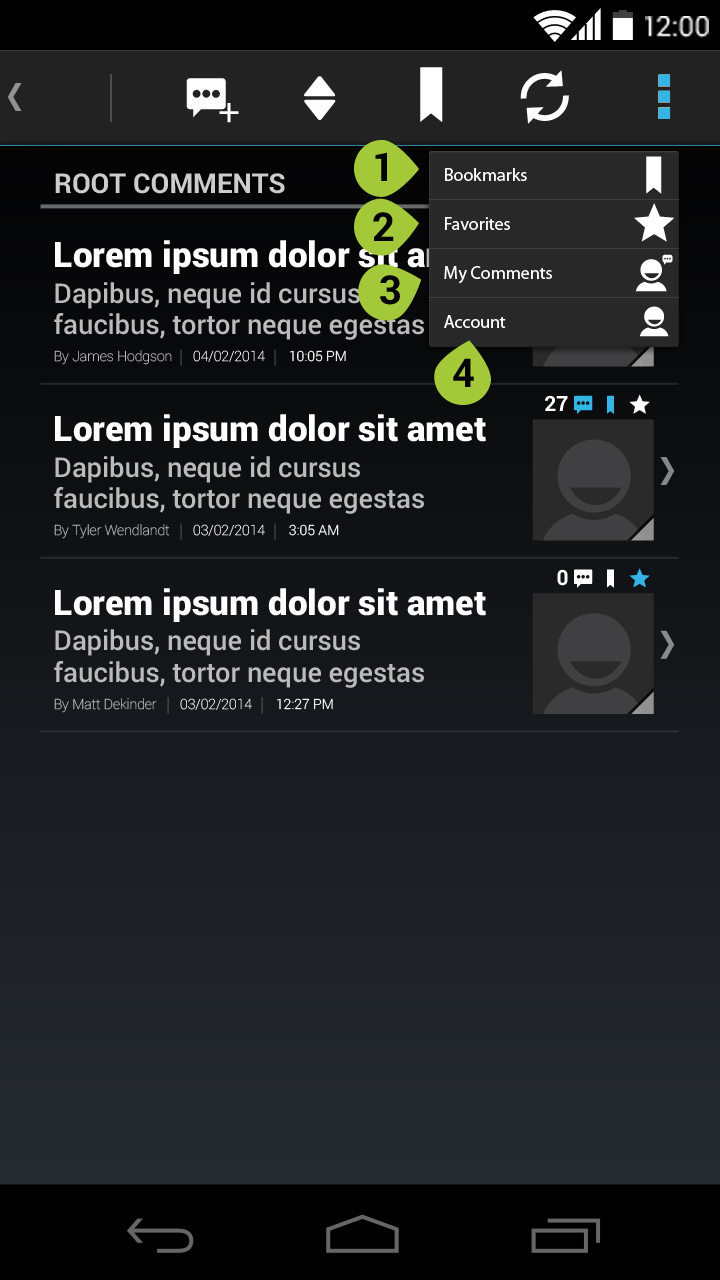 12:00
ROOT COMMENTS
1
Bookmarks
2
Favorites
3
My Comments
4
Account
Lorem ipsum dolor sit a
Dapibus, neque id cursus
faucibus, tortor neque egestas
By James Hodgson | 04/02/2014 | 10:05 PM
27
Lorem ipsum dolor sit amet
Dapibus, neque id cursus
faucibus, tortor neque egestas
By Tyler Wendlandt | 03/02/2014 | 3:05 AM
0
Lorem ipsum dolor sit amet
Dapibus, neque id cursus
faucibus, tortor neque egestas
By Matt Dekinder | 03/02/2014 | 12:27 PM